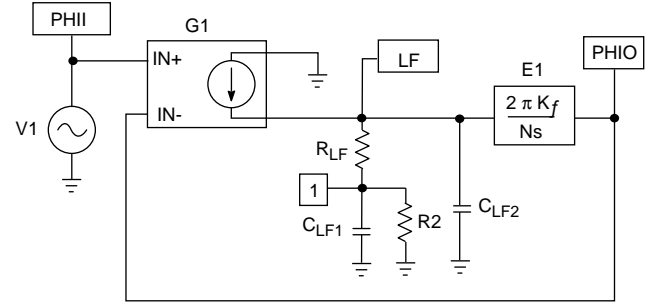 PHII
G1
IN+
IN-
V1
LF
E1
PHIO
2 π Kf
Ns
RLF
1
CLF1
R2
CLF2